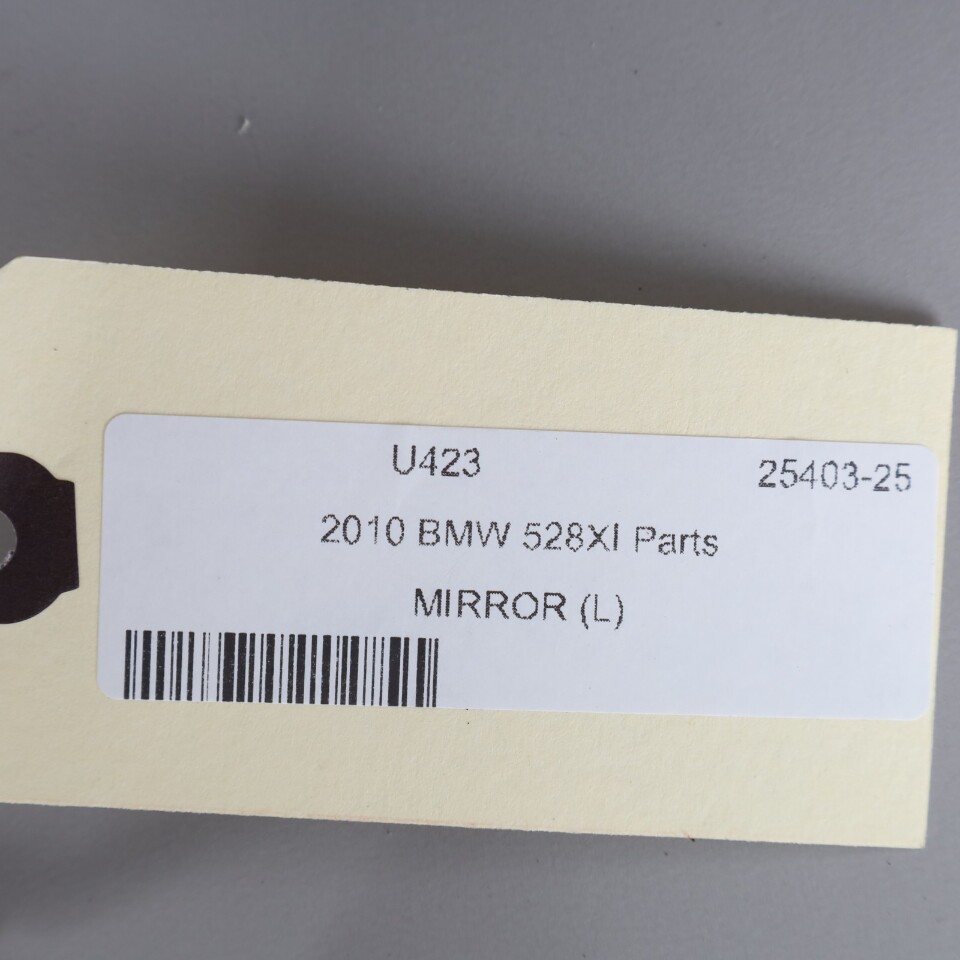 U423 25403-25
2010 BMW 528XI Parts
MIRROR (L)